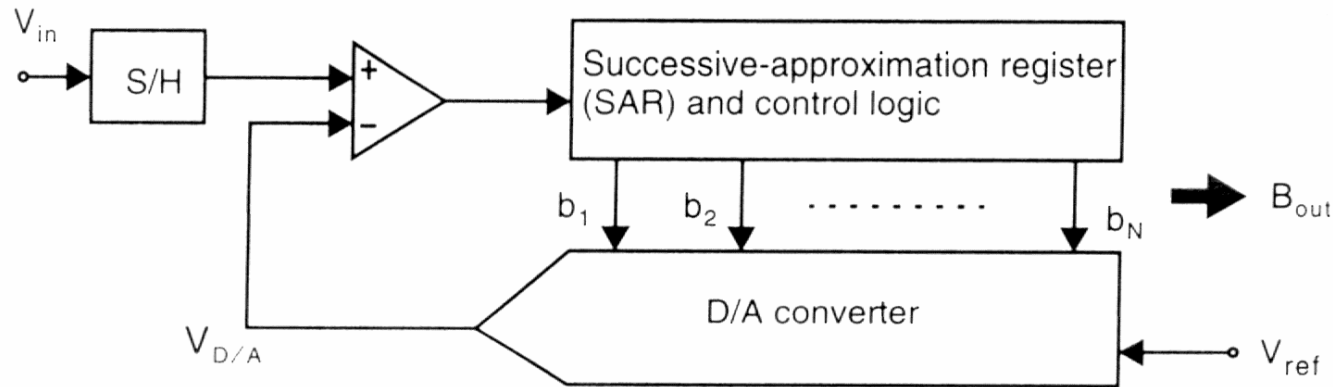 V_in
S/H
+
−
Successive-approximation register
(SAR) and control logic
b_1
b_2
.........
b_N
B_out
D/A converter
V_D/A
V_ref